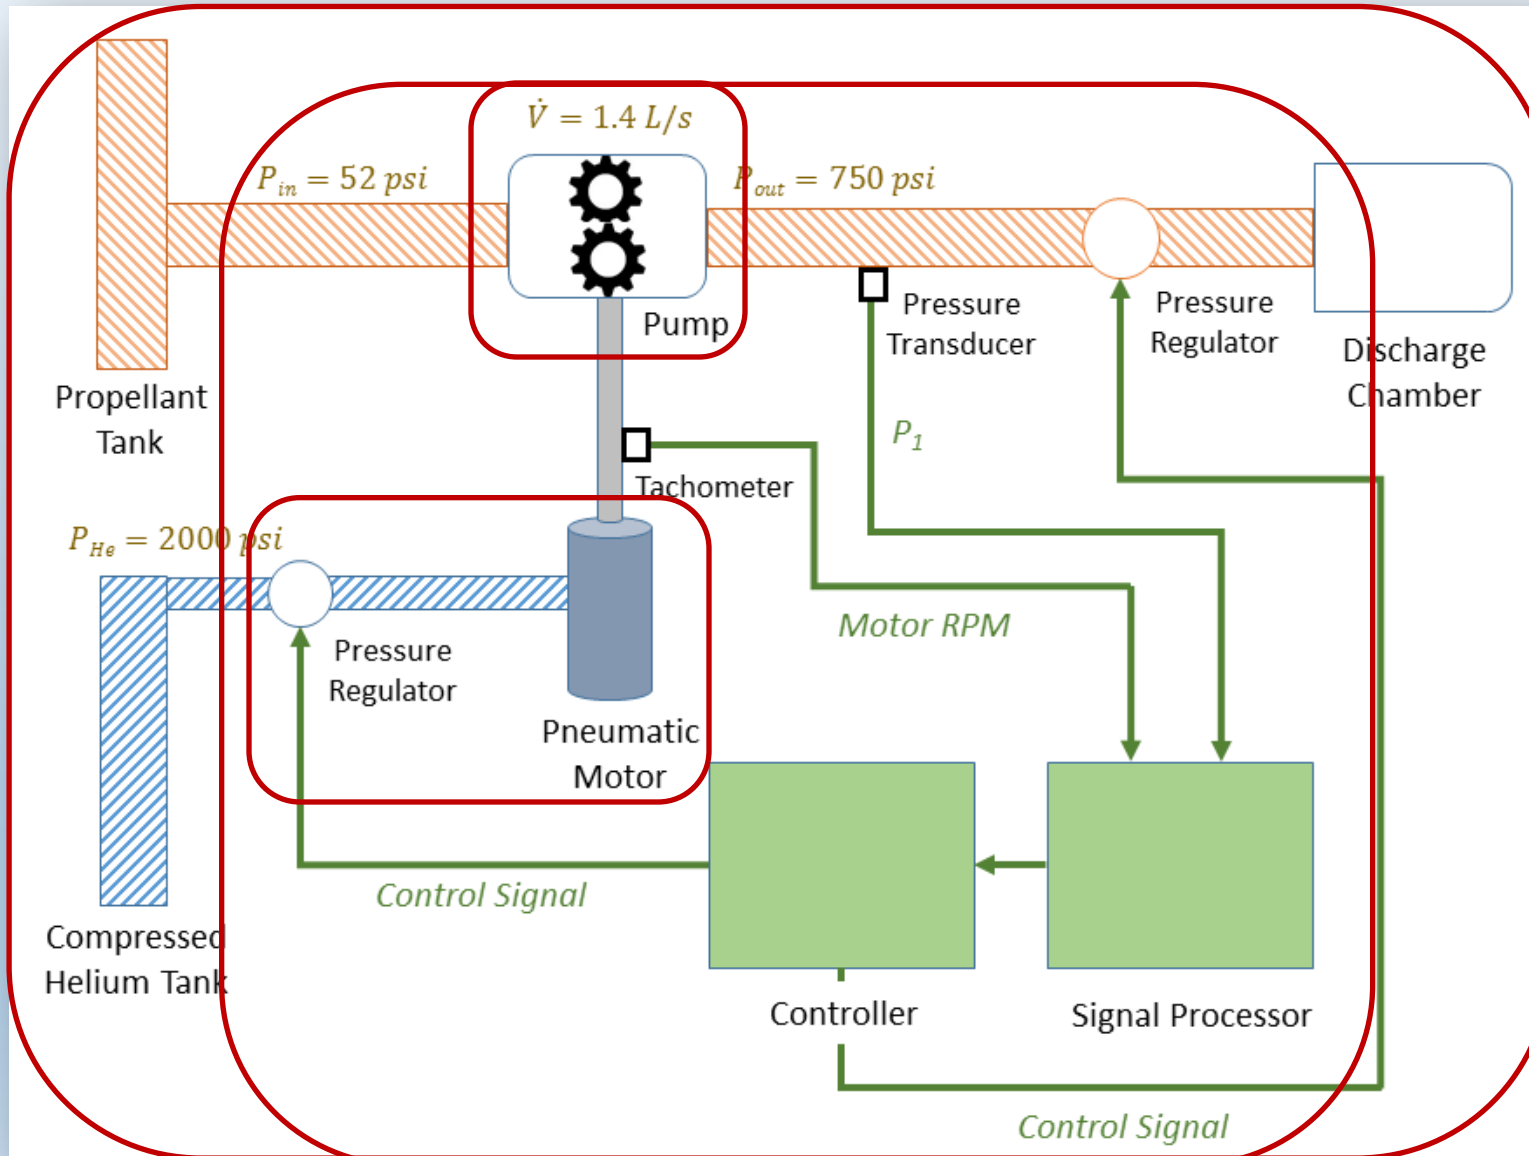 V̇ = 1.4 L/s
P_in = 52 psi
P_out = 750 psi
Pump
Pressure
Transducer
Pressure
Regulator
Discharge
Chamber
Propellant
Tank
P_1
Tachometer
P_He = 2000 psi
Motor RPM
Pressure
Regulator
Pneumatic
Motor
Control Signal
Compressed
Helium Tank
Controller
Signal Processor
Control Signal